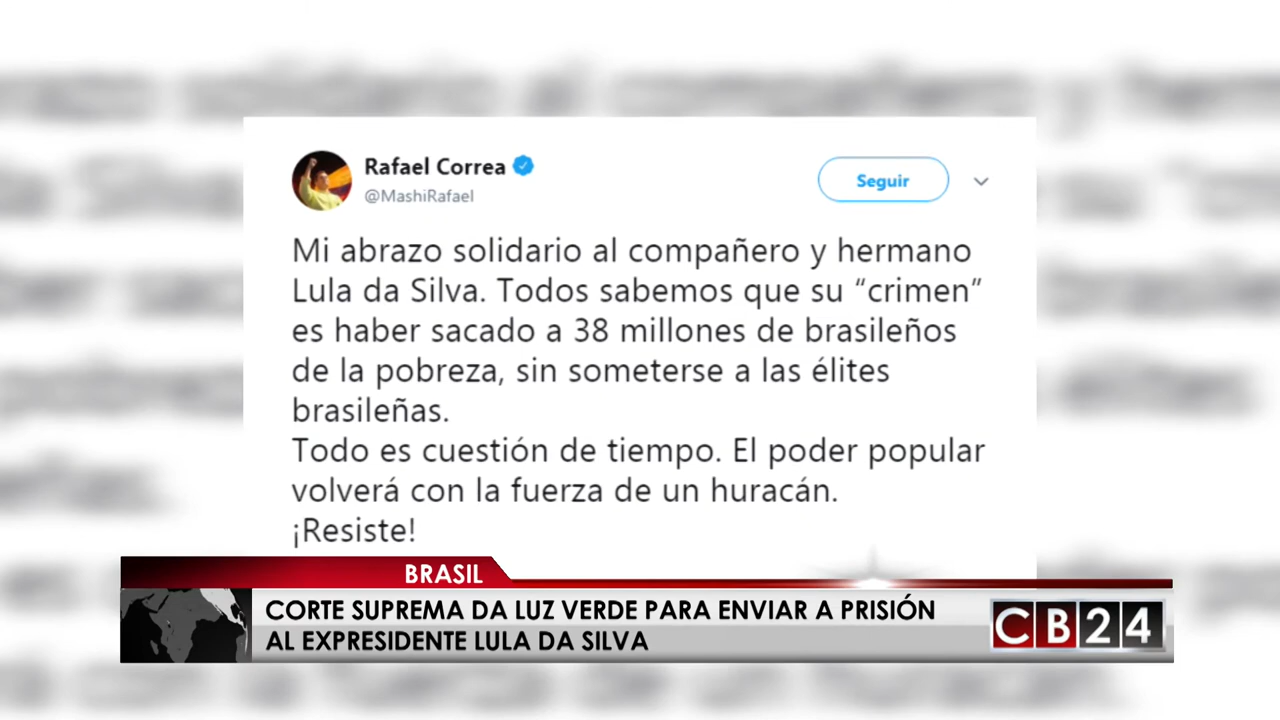 Rafael Correa
@MashiRafael
Seguir
Mi abrazo solidario al compañero y hermano
Lula da Silva. Todos sabemos que su “crimen”
es haber sacado a 38 millones de brasileños
de la pobreza, sin someterse a las élites
brasileñas.
Todo es cuestión de tiempo. El poder popular
volverá con la fuerza de un huracán.
¡Resiste!
BRASIL
CORTE SUPREMA DA LUZ VERDE PARA ENVIAR A PRISIÓN
AL EXPRESIDENTE LULA DA SILVA
CB24